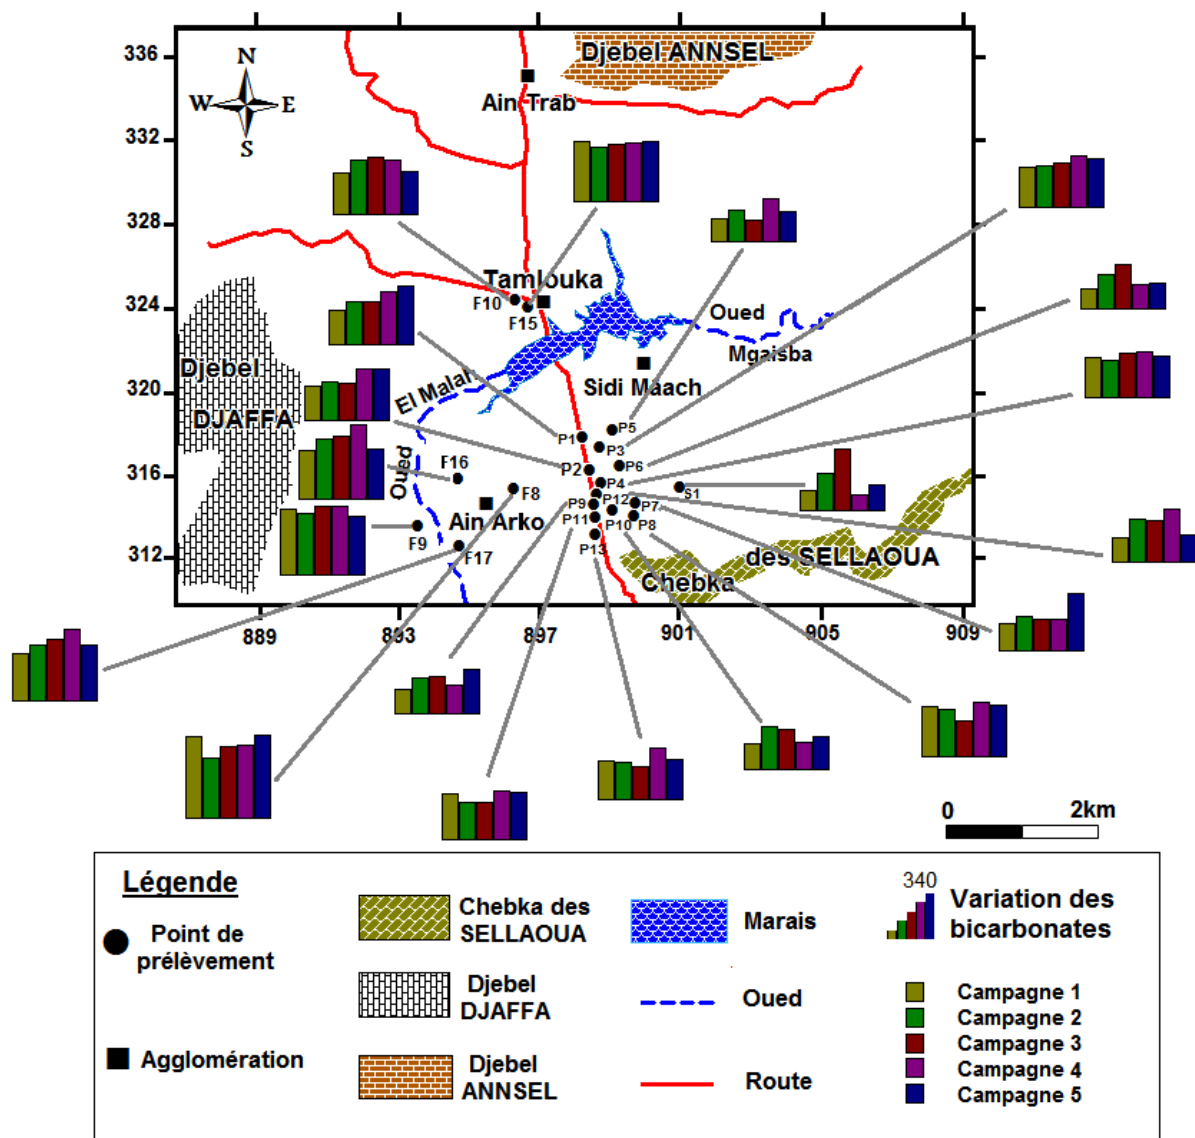 336
332
328
324
320
316
312
N
W
E
S
Djebel ANNSEL
Ain Trab
Tamlouka
F10
F15
Oued
Mgaisba
Sidi Maach
El Malal
Oued
Djebel
DJAFFA
P1
P5
P3
P2
P6
P4
P12
S1
P9
P7
P11
P10
P8
P13
F16
F8
Ain Arko
F9
F17
des SELLAOUA
Chebka
889
893
897
901
905
909
0
2km
Légende
Point de
prélèvement
Agglomération
Chebka des
SELLAOUA
Djebel
DJAFFA
Djebel
ANNSEL
Marais
Oued
Route
340
Variation des
bicarbonates
Campagne 1
Campagne 2
Campagne 3
Campagne 4
Campagne 5